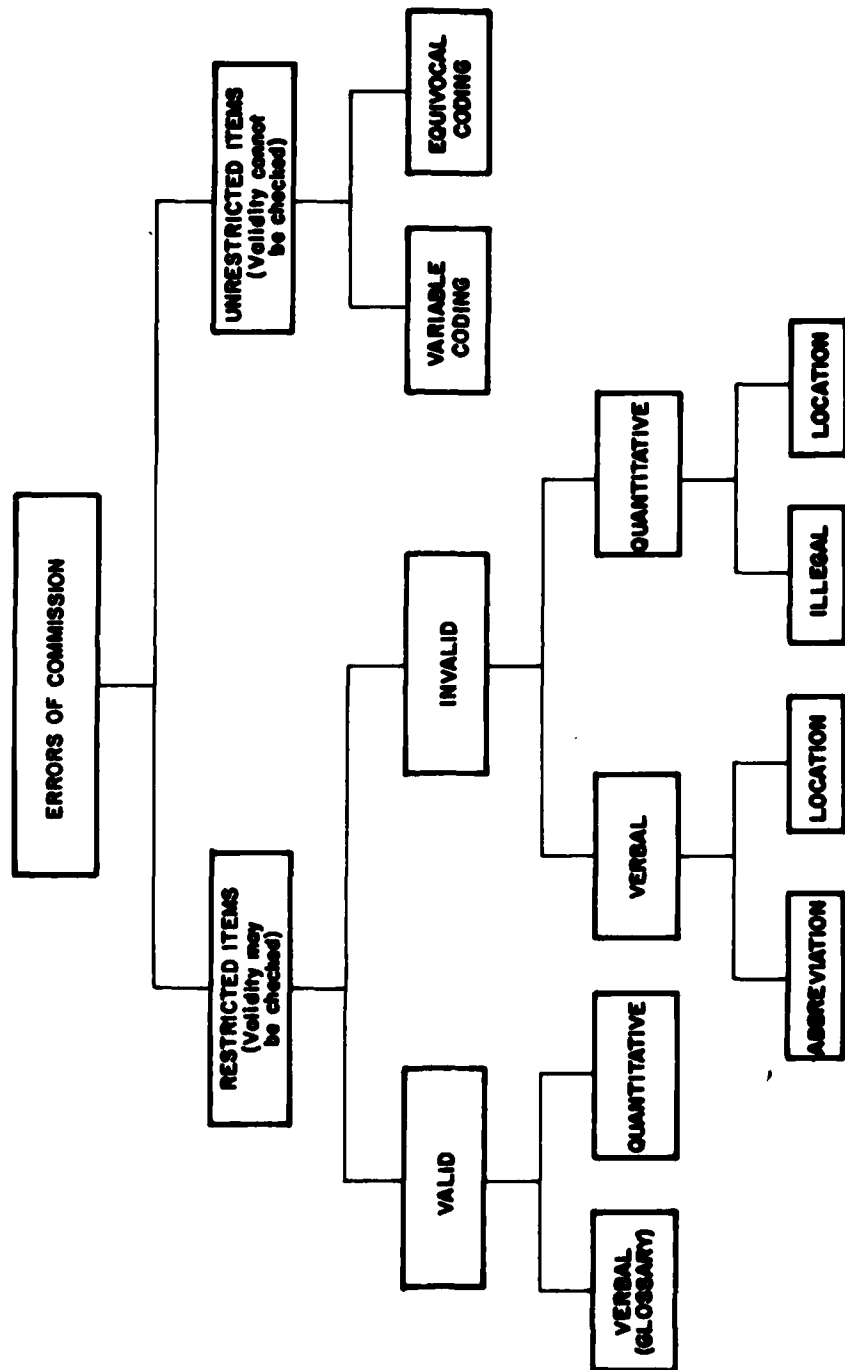 ERRORS OF COMMISSION
RESTRICTED ITEMS
(Validity may
be checked)
UNRESTRICTED ITEMS
(Validity cannot
be checked)
VALID
INVALID
VARIABLE
CODING
EQUIVOCAL
CODING
VERBAL
(GLOSSARY)
QUANTITATIVE
VERBAL
QUANTITATIVE
ABBREVIATION
LOCATION
ILLEGAL
LOCATION